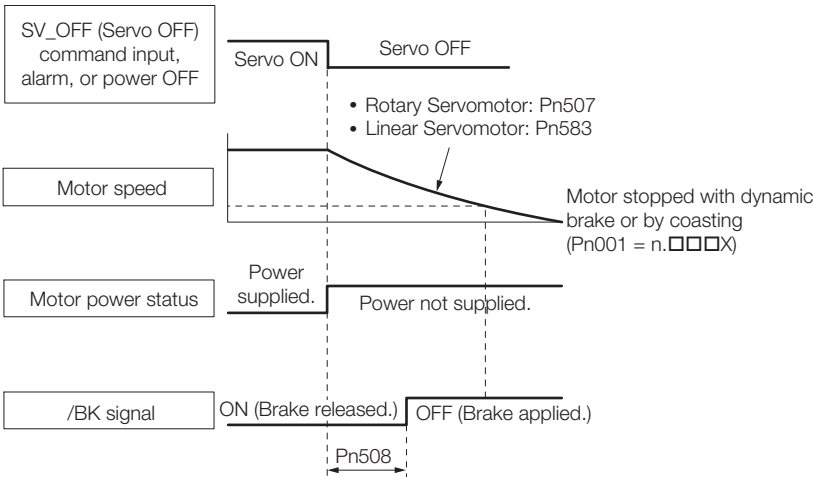 SV_OFF (Servo OFF)
command input,
alarm, or power OFF
Servo ON
Servo OFF
• Rotary Servomotor: Pn507
• Linear Servomotor: Pn583
Motor speed
Motor stopped with dynamic
brake or by coasting
(Pn001 = n.□□□X)
Motor power status
Power
supplied.
Power not supplied.
/BK signal
ON (Brake released.)
OFF (Brake applied.)
Pn508